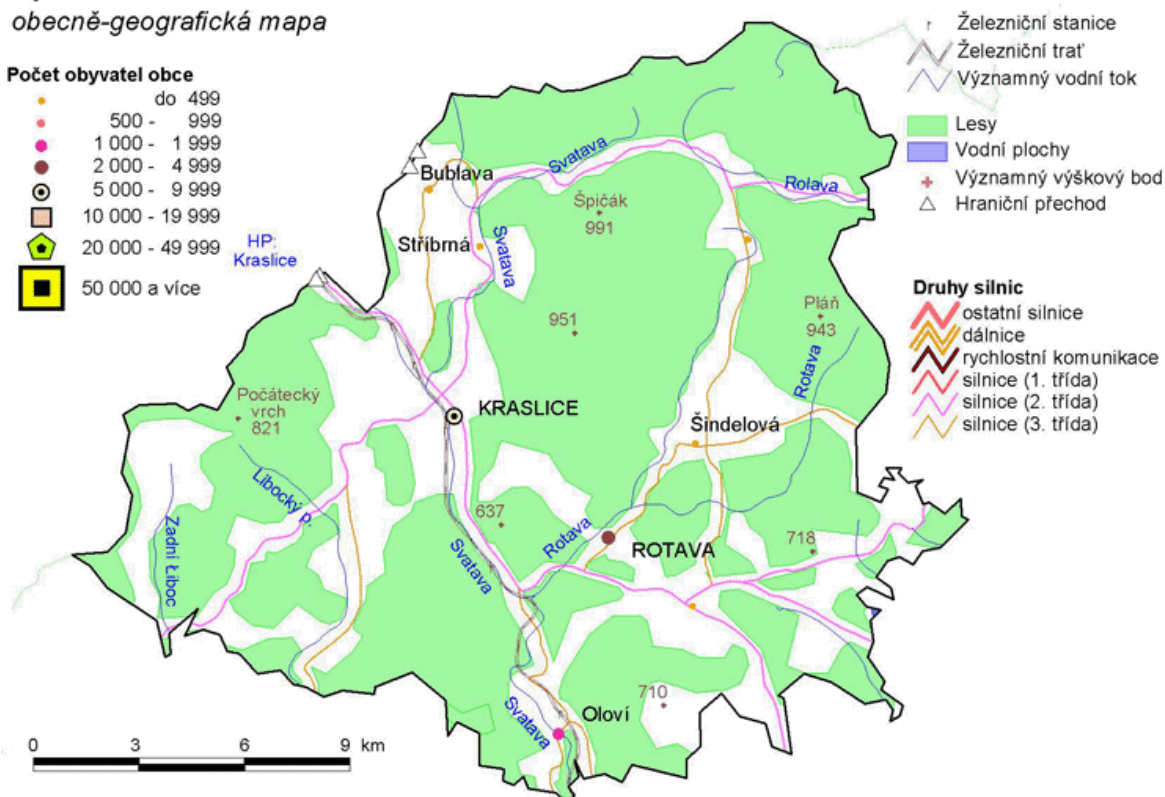 obecně-geografická mapa
Počet obyvatel obce
do 499
500 - 999
1 000 - 1 999
2 000 - 4 999
5 000 - 9 999
10 000 - 19 999
20 000 - 49 999
50 000 a více
Železniční stanice
Železniční trať
Významný vodní tok
Lesy
Vodní plochy
Významný výškový bod
Hraniční přechod
Druhy silnic
ostatní silnice
dálnice
rychlostní komunikace
silnice (1. třída)
silnice (2. třída)
silnice (3. třída)
Svatava
Bublava
Rolava
Špičák
991
HP:
Kraslice
Stříbrná
Svatava
951
Pláň
943
Rotava
Počátecký
vrch
821
KRASLICE
Šindelová
Libocký p.
637
Zadní Liboc
Svatava
Rotava
ROTAVA
718
710
Oloví
Svatava
0 3 6 9 km